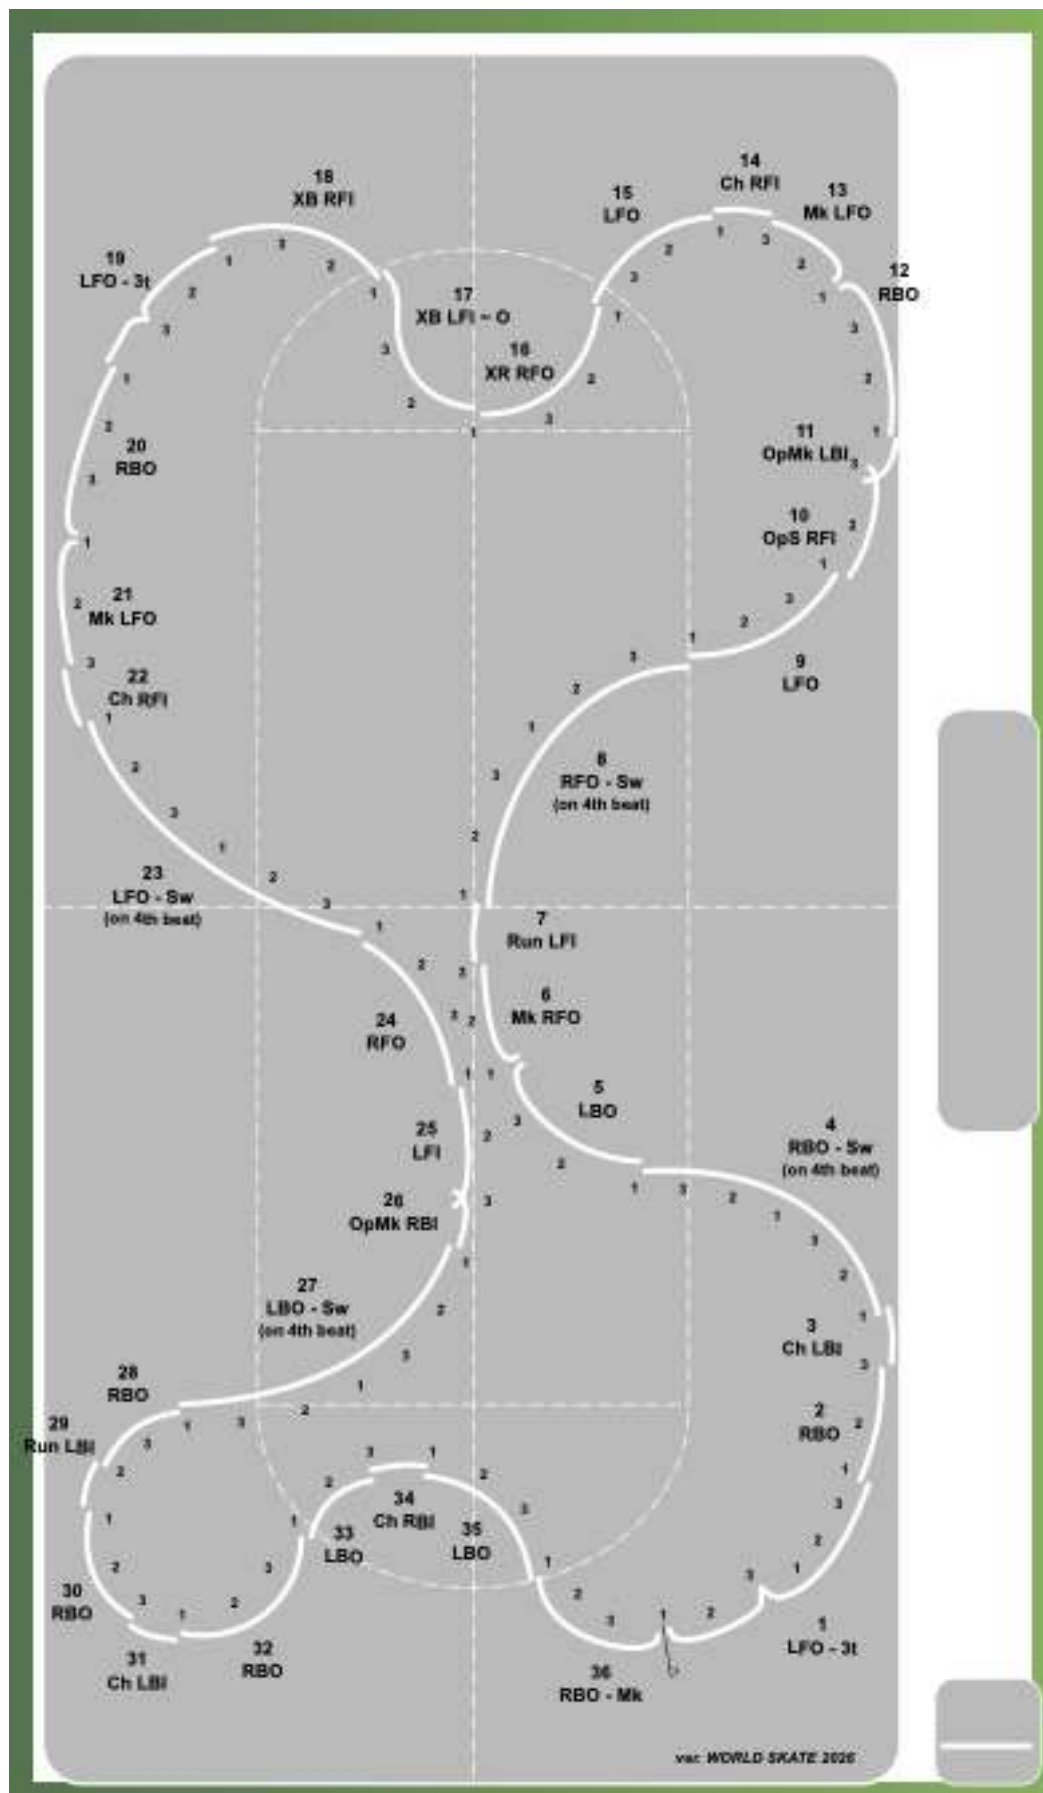 14
Ch RFI
18
XB RFI
15
LFO
13
Mk LFO
19
LFO - 3t
12
RBO
17
XB LFI - O
16
XR RFO
11
OpMk LBI
20
RBO
10
OpS RFI
21
Mk LFO
9
LFO
22
Ch RFI
8
RFO - Sw
(on 4th beat)
23
LFO - Sw
(on 4th beat)
7
Run LFI
6
Mk RFO
24
RFO
5
LBO
4
RBO - Sw
(on 4th beat)
25
LFI
26
OpMk RBI
27
LBO - Sw
(on 4th beat)
3
Ch LBI
28
RBO
2
RBO
29
Run LBI
34
Ch RBI
33
LBO
35
LBO
30
RBO
31
Ch LBI
32
RBO
1
LFO - 3t
36
RBO - Mk
ver. WORLD SKATE 2026